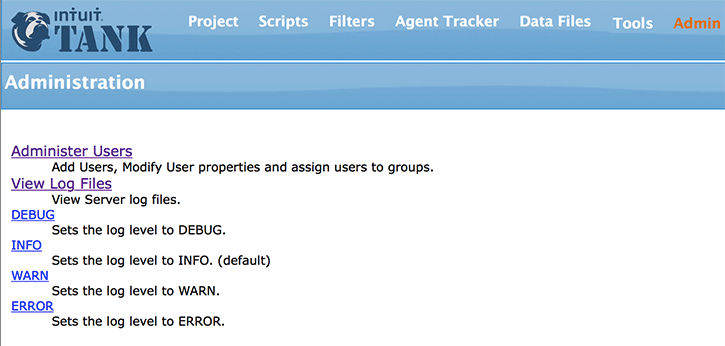 intuit
TANK
Project Scripts Filters Agent Tracker Data Files Tools Admin
Administration
Administer Users
Add Users, Modify User properties and assign users to groups.
View Log Files
View Server log files.
DEBUG
Sets the log level to DEBUG.
INFO
Sets the log level to INFO. (default)
WARN
Sets the log level to WARN.
ERROR
Sets the log level to ERROR.